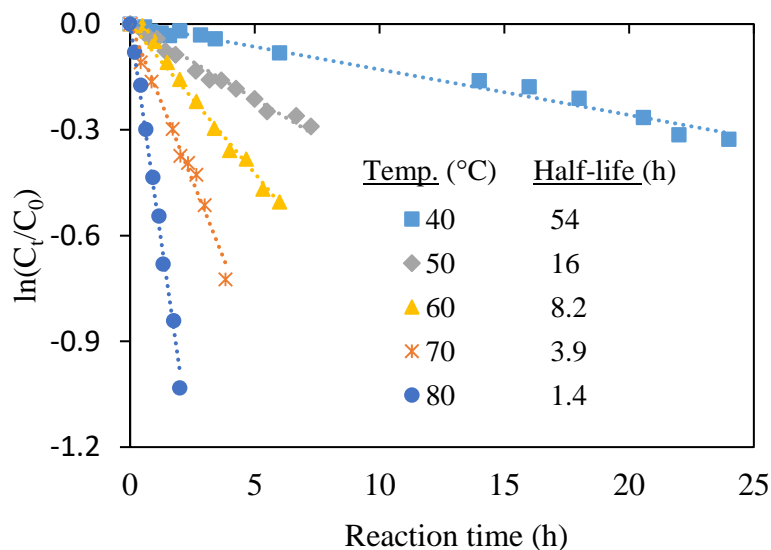 0.0
-0.3
-0.6
-0.9
-1.2
ln(Ct/C0)
Temp. (°C) Half-life (h)
40 54
50 16
60 8.2
70 3.9
80 1.4
0 5 10 15 20 25
Reaction time (h)